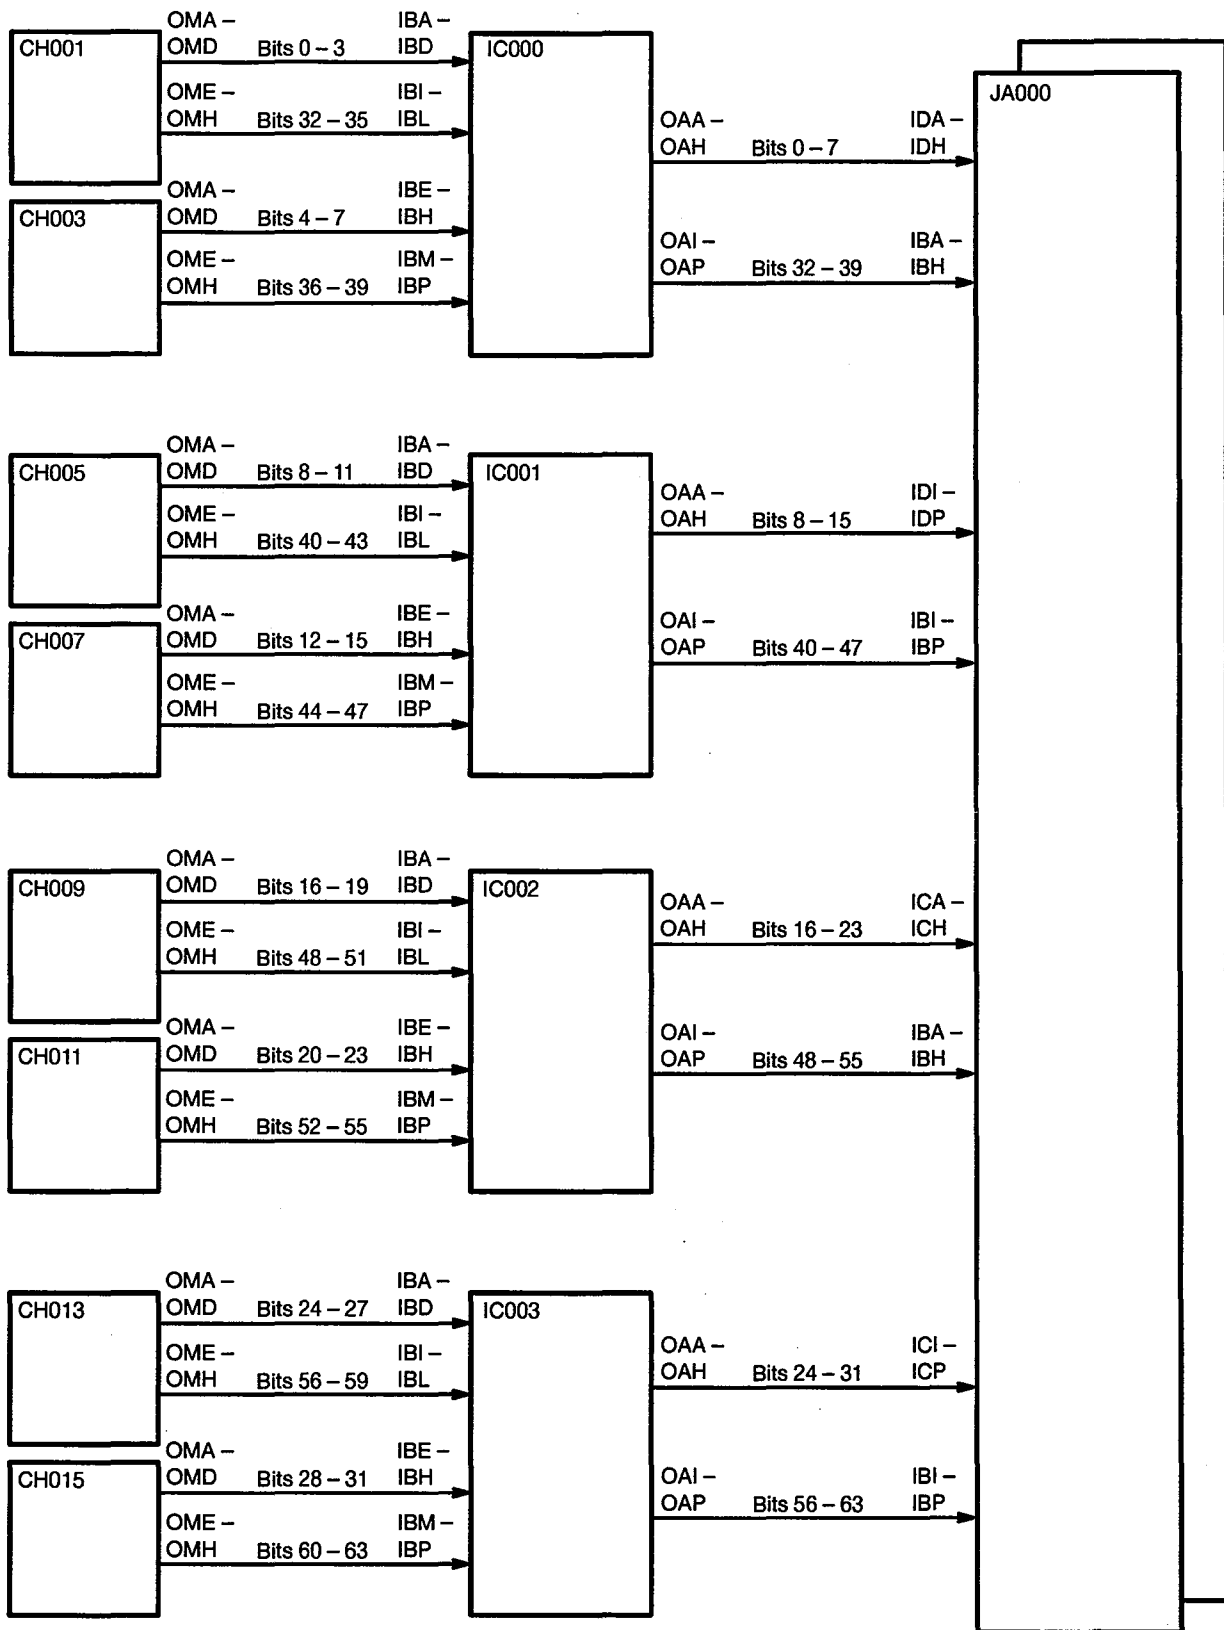 OMA – IBA –
CH001 OMD Bits 0 – 3 IBD IC000
JA000
OME – IBI –
OMH Bits 32 – 35 IBL
OAA – IDA –
OAH Bits 0 – 7 IDH
OMA – IBE –
CH003 OMD Bits 4 – 7 IBH
OME – IBM –
OMH Bits 36 – 39 IBP
OAI – IBA –
OAP Bits 32 – 39 IBH
OMA – IBA –
CH005 OMD Bits 8 – 11 IBD IC001
OME – IBI –
OMH Bits 40 – 43 IBL
OAA – IDI –
OAH Bits 8 – 15 IDP
OMA – IBE –
CH007 OMD Bits 12 – 15 IBH
OME – IBM –
OMH Bits 44 – 47 IBP
OAI – IBI –
OAP Bits 40 – 47 IBP
OMA – IBA –
CH009 OMD Bits 16 – 19 IBD IC002
OME – IBI –
OMH Bits 48 – 51 IBL
OAA – ICA –
OAH Bits 16 – 23 ICH
OMA – IBE –
CH011 OMD Bits 20 – 23 IBH
OME – IBM –
OMH Bits 52 – 55 IBP
OAI – IBA –
OAP Bits 48 – 55 IBH
OMA – IBA –
CH013 OMD Bits 24 – 27 IBD IC003
OME – IBI –
OMH Bits 56 – 59 IBL
OAA – ICI –
OAH Bits 24 – 31 ICP
OMA – IBE –
CH015 OMD Bits 28 – 31 IBH
OME – IBM –
OMH Bits 60 – 63 IBP
OAI – IBI –
OAP Bits 56 – 63 IBP